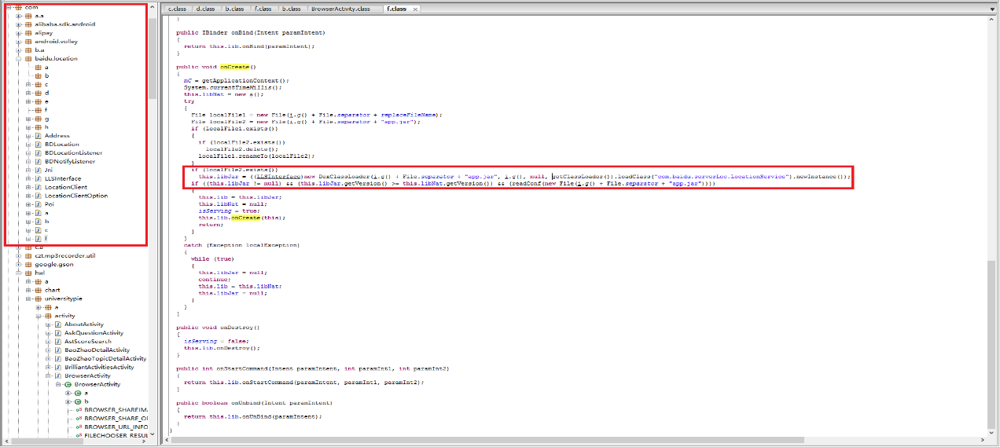 com
a.a
alibaba.sdk.android
alipay
android.volley
b.a
baidu.location
a
b
c
d
e
f
g
h
Address
BDLocation
BDLocationListener
BDNotifyListener
Jni
LLSInterface
LocationClient
LocationClientOption
Poi
a
b
c
f
c.a
czt.mp3recorder.util
google.gson
hwl
a
chart
universitypie
a
activity
AboutActivity
AskQuestionActivity
AstScoreSearch
BaoZhaoDetailActivity
BaoZhaoTopicDetailActivity
BrilliantActivitiesActivity
BrowserActivity
BrowserActivity
a
b
BROWSER_SHAREIM
BROWSER_SHARE_O
BROWSER_URL_INFO
FILECHOOSER_RESUL
c.class d.class b.class f.class b.class BrowserActivity.class f.class
}
public IBinder onBind(Intent paramIntent)
{
return this.lib.onBind(paramIntent);
}
public void onCreate()
{
mC = getApplicationContext();
System.currentTimeMillis();
this.libNat = new a();
try
{
File localFile1 = new File(i.g() + File.separator + replaceFileName);
File localFile2 = new File(i.g() + File.separator + "app.jar");
if (localFile1.exists())
{
if (localFile2.exists())
localFile2.delete();
localFile1.renameTo(localFile2);
}
if (localFile2.exists())
this.libJar = ((LLSInterface)new DexClassLoader(i.g() + File.separator + "app.jar", i.g(), null, getClassLoader()).loadClass("com.baidu.serverLoc.LocationService").newInstance());
if ((this.libJar != null) && (this.libJar.getVersion() >= this.libNat.getVersion()) && (readConf(new File(i.g() + File.separator + "app.jar"))))
{
this.lib = this.libJar;
this.libNat = null;
isServing = true;
this.lib.onCreate(this);
return;
}
}
catch (Exception localException)
{
while (true)
{
this.libJar = null;
continue;
this.lib = this.libNat;
this.libJar = null;
}
}
}
public void onDestroy()
{
isServing = false;
this.lib.onDestroy();
}
public int onStartCommand(Intent paramIntent, int paramInt1, int paramInt2)
{
return this.lib.onStartCommand(paramIntent, paramInt1, paramInt2);
}
public boolean onUnbind(Intent paramIntent)
{
return this.lib.onUnBind(paramIntent);
}
}